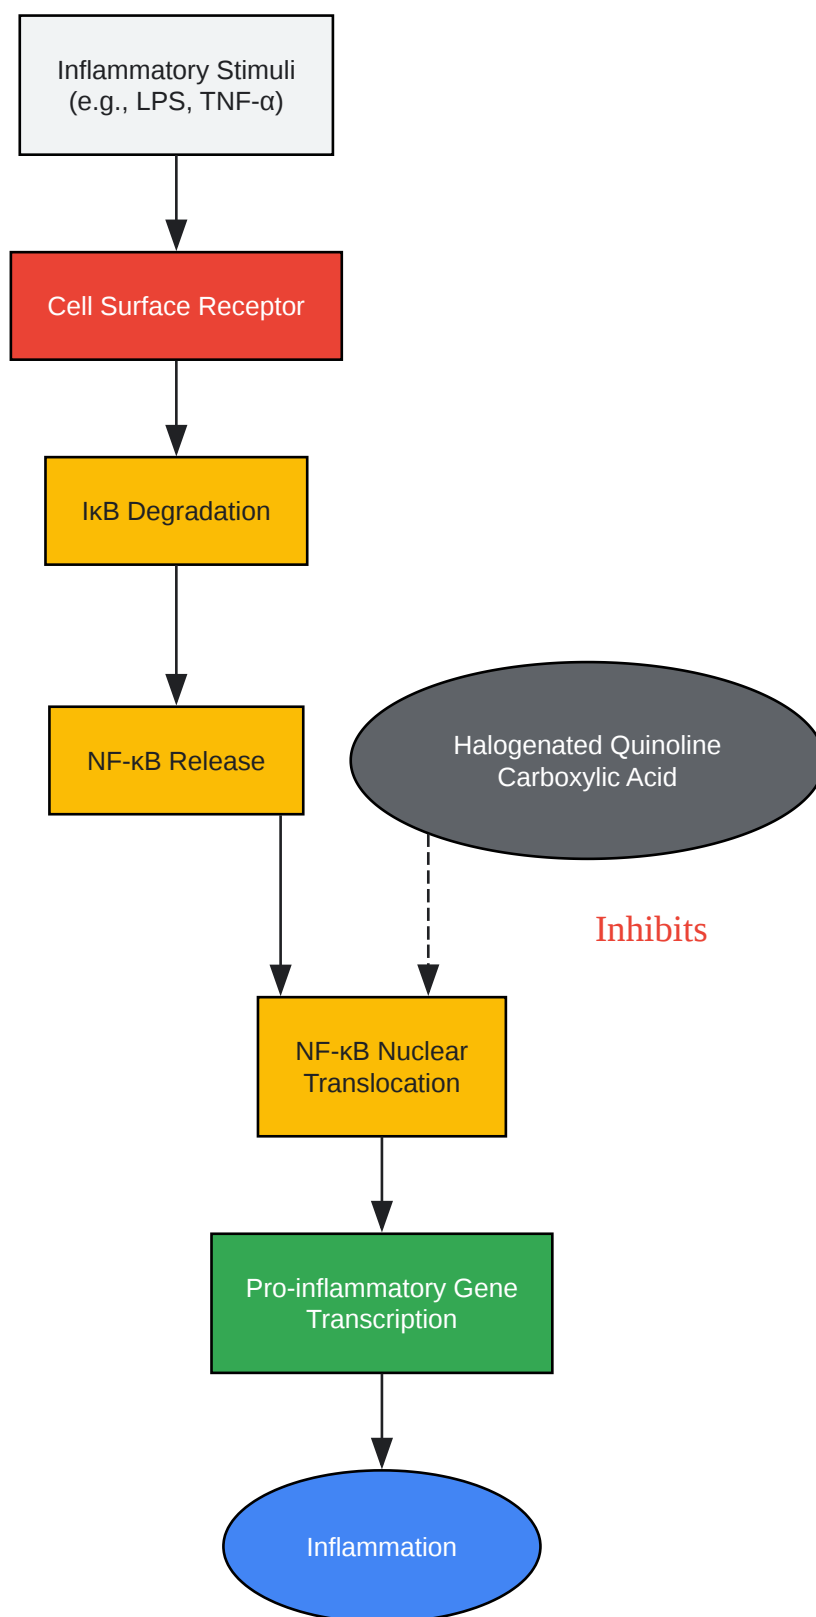 Inflammatory Stimuli
(e.g., LPS, TNF-α)
Cell Surface Receptor
IκB Degradation
NF-κB Release
Halogenated Quinoline
Carboxylic Acid
Inhibits
NF-κB Nuclear
Translocation
Pro-inflammatory Gene
Transcription
Inflammation